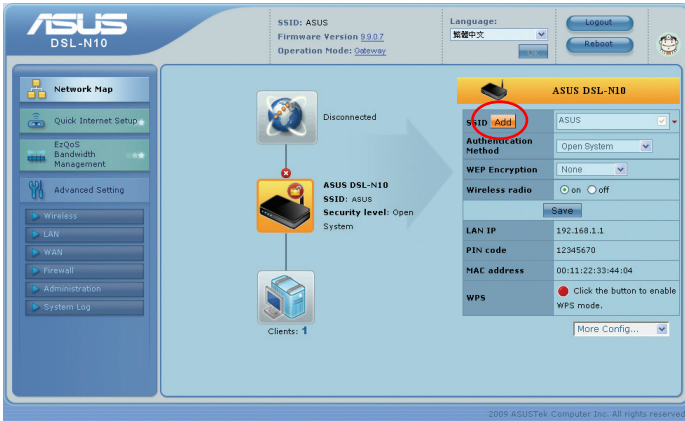 ASUS
DSL-N10
SSID: ASUS
Firmware Version 9.9.0.7
Operation Mode: Gateway
Language:
繁體中文
Logout
Reboot
Network Map
Quick Internet Setup
EzQoS
Bandwidth
Management
Advanced Setting
Wireless
LAN
WAN
Firewall
Administration
System Log
Disconnected
ASUS DSL-N10
SSID: ASUS
Security level: Open
System
Clients: 1
ASUS DSL-N10
SSID Add ASUS
Authentication
Method Open System
WEP Encryption None
Wireless radio on off
Save
LAN IP 192.168.1.1
PIN code 12345670
MAC address 00:11:22:33:44:04
WPS Click the button to enable
WPS mode.
More Config...
2009 ASUSTek Computer Inc. All rights reserved